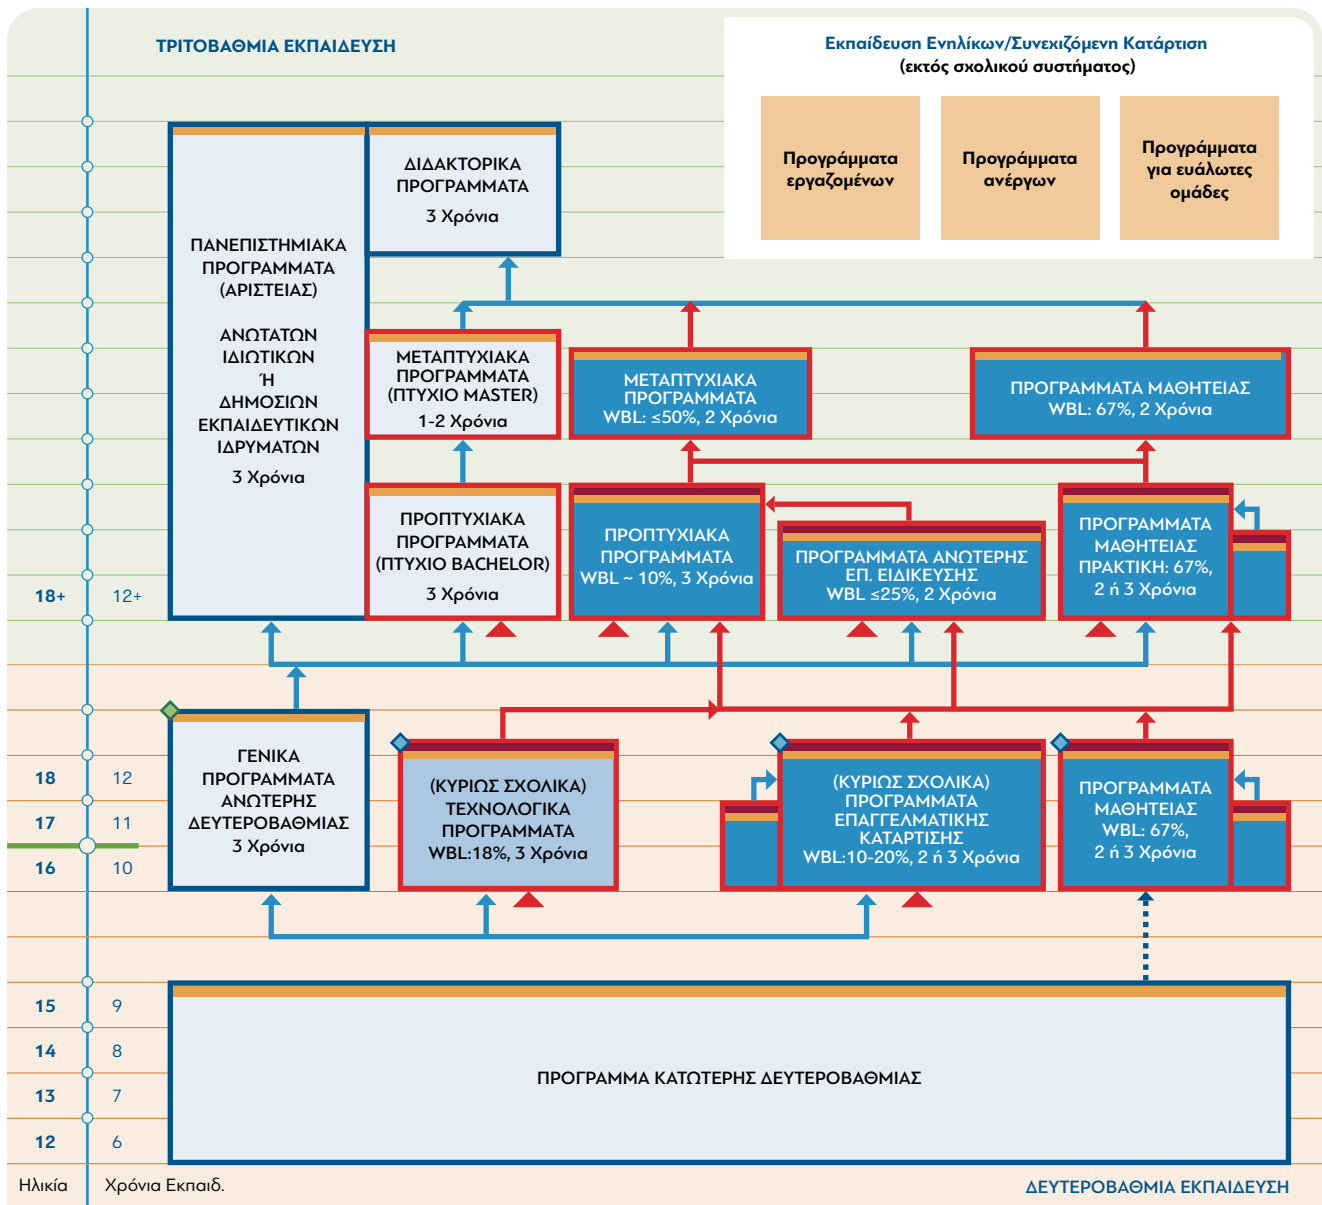 ΤΡΙΤΟΒΑΘΜΙΑ ΕΚΠΑΙΔΕΥΣΗ
Εκπαίδευση Ενηλίκων/Συνεχιζόμενη Κατάρτιση
(εκτός σχολικού συστήματος)
Προγράμματα
εργαζομένων
Προγράμματα
ανέργων
Προγράμματα
για ευάλωτες
ομάδες
ΔΙΔΑΚΤΟΡΙΚΑ
ΠΡΟΓΡΑΜΜΑΤΑ
3 Χρόνια
ΠΑΝΕΠΙΣΤΗΜΙΑΚΑ
ΠΡΟΓΡΑΜΜΑΤΑ
(ΑΡΙΣΤΕΙΑΣ)
ΑΝΩΤΑΤΩΝ
ΙΔΙΩΤΙΚΩΝ
Ή
ΔΗΜΟΣΙΩΝ
ΕΚΠΑΙΔΕΥΤΙΚΩΝ
ΙΔΡΥΜΑΤΩΝ
3 Χρόνια
ΜΕΤΑΠΤΥΧΙΑΚΑ
ΠΡΟΓΡΑΜΜΑΤΑ
(ΠΤΥΧΙΟ MASTER)
1-2 Χρόνια
ΜΕΤΑΠΤΥΧΙΑΚΑ
ΠΡΟΓΡΑΜΜΑΤΑ
WBL: ≤50%, 2 Χρόνια
ΠΡΟΓΡΑΜΜΑΤΑ ΜΑΘΗΤΕΙΑΣ
WBL: 67%, 2 Χρόνια
ΠΡΟΠΤΥΧΙΑΚΑ
ΠΡΟΓΡΑΜΜΑΤΑ
(ΠΤΥΧΙΟ BACHELOR)
3 Χρόνια
ΠΡΟΠΤΥΧΙΑΚΑ
ΠΡΟΓΡΑΜΜΑΤΑ
WBL ~ 10%, 3 Χρόνια
ΠΡΟΓΡΑΜΜΑΤΑ ΑΝΩΤΕΡΗΣ
ΕΠ. ΕΙΔΙΚΕΥΣΗΣ
WBL ≤25%, 2 Χρόνια
ΠΡΟΓΡΑΜΜΑΤΑ
ΜΑΘΗΤΕΙΑΣ
ΠΡΑΚΤΙΚΗ: 67%,
2 ή 3 Χρόνια
18+ 12+
ΓΕΝΙΚΑ
ΠΡΟΓΡΑΜΜΑΤΑ
ΑΝΩΤΕΡΗΣ
ΔΕΥΤΕΡΟΒΑΘΜΙΑΣ
3 Χρόνια
(ΚΥΡΙΩΣ ΣΧΟΛΙΚΑ)
ΤΕΧΝΟΛΟΓΙΚΑ
ΠΡΟΓΡΑΜΜΑΤΑ
WBL:18%, 3 Χρόνια
(ΚΥΡΙΩΣ ΣΧΟΛΙΚΑ)
ΠΡΟΓΡΑΜΜΑΤΑ
ΕΠΑΓΓΕΛΜΑΤΙΚΗΣ
ΚΑΤΑΡΤΙΣΗΣ
WBL:10-20%, 2 ή 3 Χρόνια
ΠΡΟΓΡΑΜΜΑΤΑ
ΜΑΘΗΤΕΙΑΣ
WBL: 67%,
2 ή 3 Χρόνια
18 12
17 11
16 10
15 9
14 8
13 7
12 6
ΠΡΟΓΡΑΜΜΑ ΚΑΤΩΤΕΡΗΣ ΔΕΥΤΕΡΟΒΑΘΜΙΑΣ
Ηλικία Χρόνια Εκπαιδ.
ΔΕΥΤΕΡΟΒΑΘΜΙΑ ΕΚΠΑΙΔΕΥΣΗ